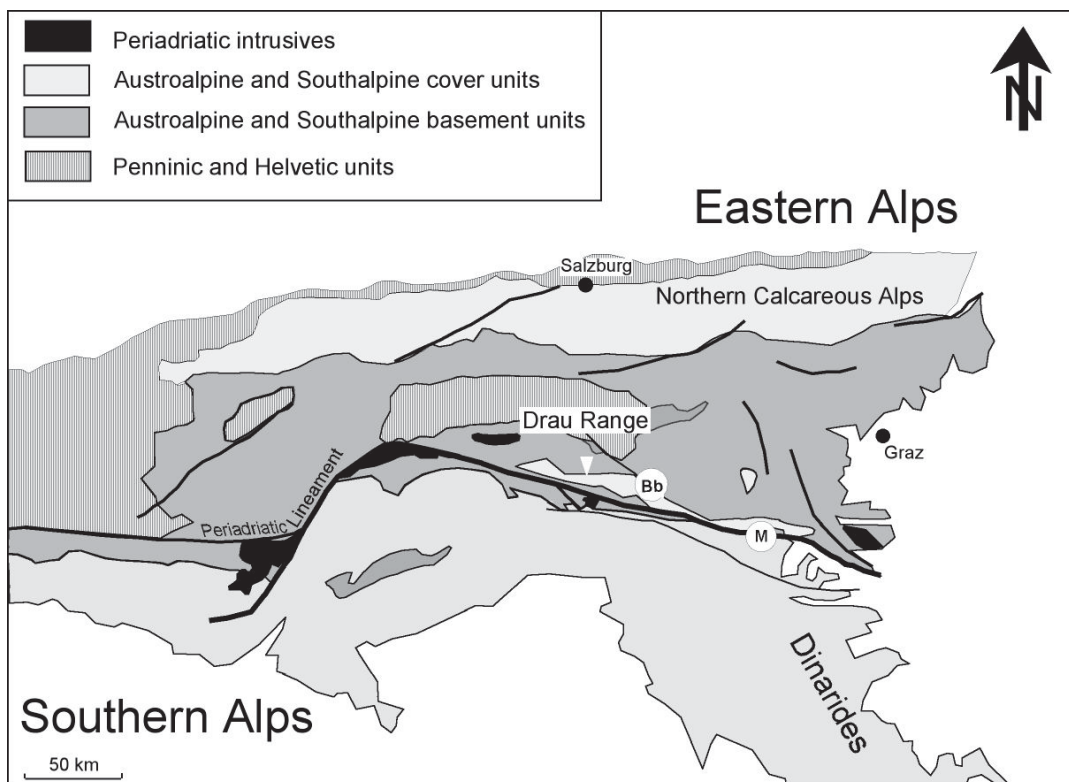 Periadriatic intrusives
Austroalpine and Southalpine cover units
Austroalpine and Southalpine basement units
Penninic and Helvetic units
N
Eastern Alps
Salzburg
Northern Calcareous Alps
Drau Range
Graz
Bb
Periadriatic Lineament
M
Dinarides
Southern Alps
50 km